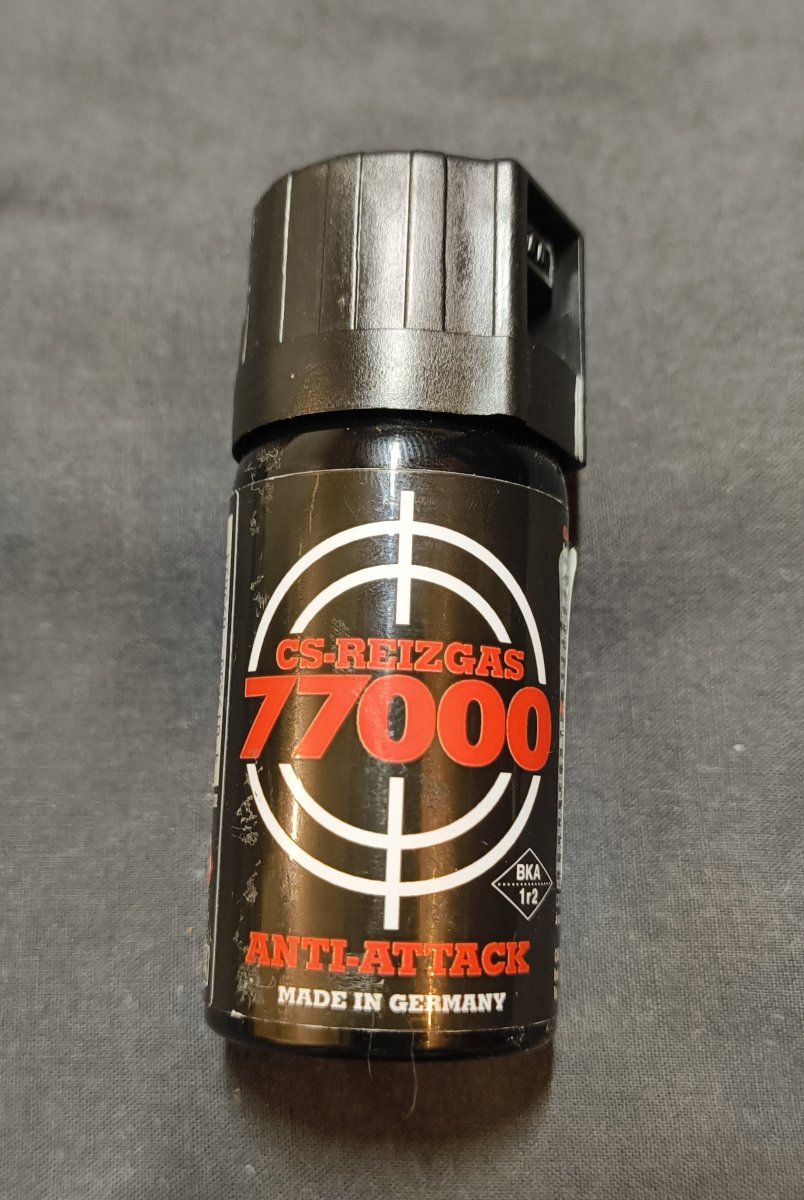 CS-REIZGAS
77000
BKA
1r2
ANTI-ATTACK
MADE IN GERMANY